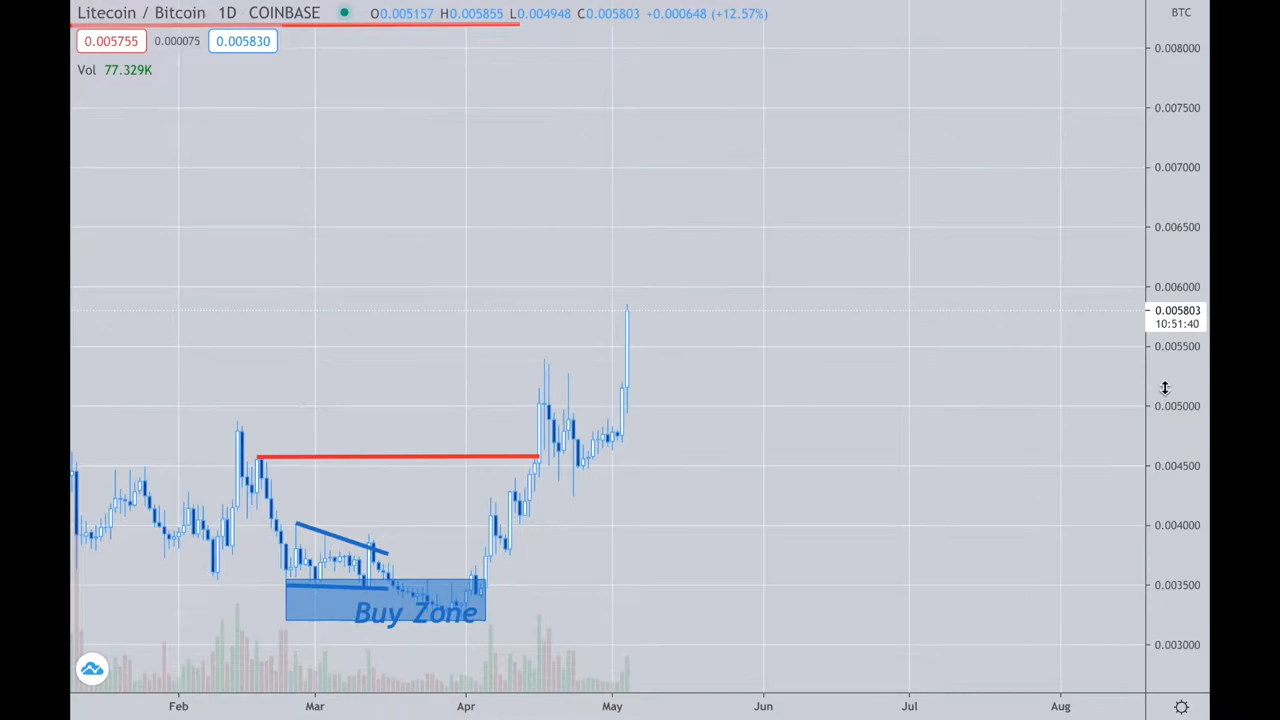 Litecoin / Bitcoin 1D COINBASE O0.005157 H0.005855 L0.004948 C0.005803 +0.000648 (+12.57%)
BTC
0.005755 0.000075 0.005830
Vol 77.329K
0.008000
0.007500
0.007000
0.006500
0.006000
0.005803
10:51:40
0.005500
0.005000
0.004500
0.004000
0.003500
0.003000
Buy Zone
Feb Mar Apr May Jun Jul Aug